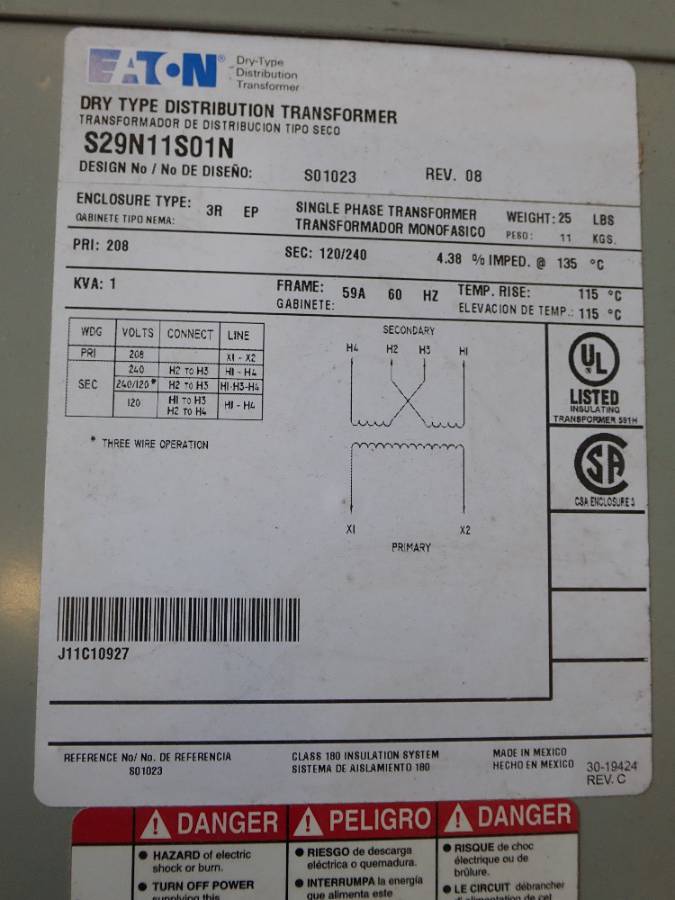 EATON Dry-Type
Distribution
Transformer
DRY TYPE DISTRIBUTION TRANSFORMER
TRANSFORMADOR DE DISTRIBUCION TIPO SECO
S29N11S01N
DESIGN No / No DE DISEÑO: S01023 REV. 08
ENCLOSURE TYPE: 3R EP SINGLE PHASE TRANSFORMER WEIGHT: 25 LBS
GABINETE TIPO NEMA: TRANSFORMADOR MONOFASICO PESO: 11 KGS.
PRI: 208 SEC: 120/240 4.38 % IMPED. @ 135 °C
KVA: 1 FRAME: 59A 60 HZ TEMP. RISE: 115 °C
GABINETE: ELEVACION DE TEMP.: 115 °C
WDG VOLTS CONNECT LINE
PRI 208 X1 - X2
SEC 240 H2 TO H3 H1 - H4
240/120* H2 TO H3 H1-H3-H4
120 H1 TO H3 H1 - H4
H2 TO H4
* THREE WIRE OPERATION
SECONDARY
H4 H2 H3 H1
X1 X2
PRIMARY
UL
LISTED
INSULATING
TRANSFORMER 591H
CSA
CSA ENCLOSURE 3
J11C10927
REFERENCE No/ No. DE REFERENCIA CLASS 180 INSULATION SYSTEM MADE IN MEXICO
S01023 SISTEMA DE AISLAMIENTO 180 HECHO EN MEXICO
30-19424
REV. C
DANGER PELIGRO DANGER
• HAZARD of electric
shock or burn.
• TURN OFF POWER
supplying this
• RIESGO de descarga
eléctrica o quemadura.
• INTERRUMPA la energía
que alimenta este
• RISQUE de choc
électrique ou de
brûlure.
• LE CIRCUIT débrancher
d'alimentation de cet